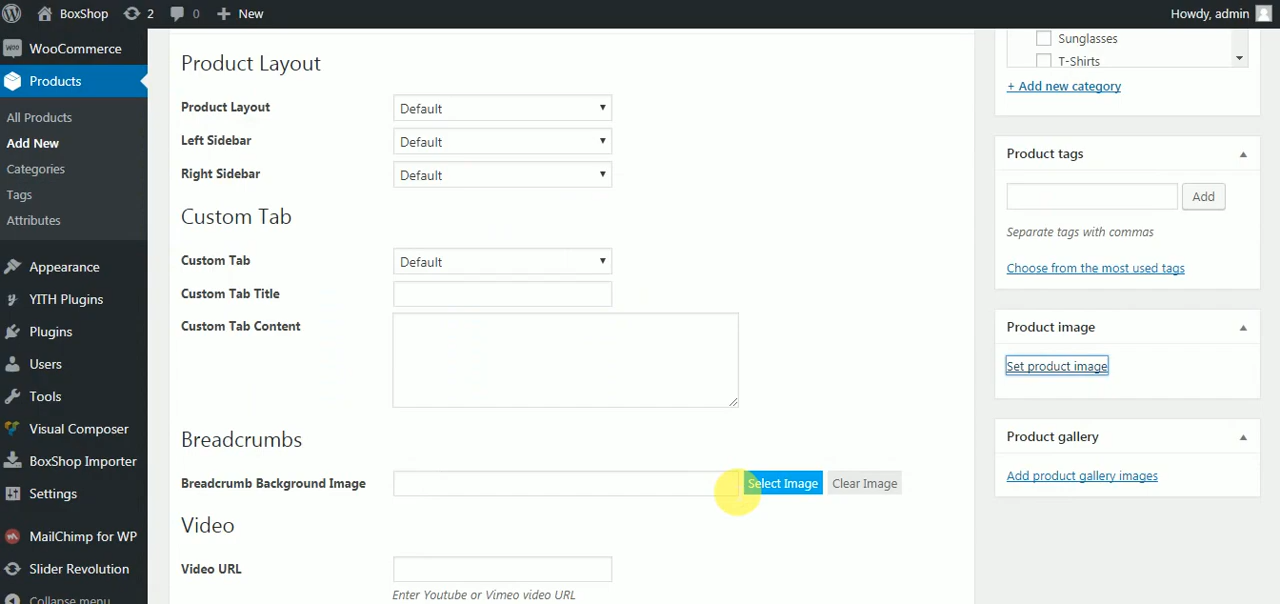 BoxShop 2 0 New Howdy, admin
WooCommerce
Products
All Products
Add New
Categories
Tags
Attributes
Appearance
YITH Plugins
Plugins
Users
Tools
Visual Composer
BoxShop Importer
Settings
MailChimp for WP
Slider Revolution
Collapse menu
Product Layout
Product Layout Default
Left Sidebar Default
Right Sidebar Default
Custom Tab
Custom Tab Default
Custom Tab Title
Custom Tab Content
Breadcrumbs
Breadcrumb Background Image Select Image Clear Image
Video
Video URL
Enter Youtube or Vimeo video URL
Sunglasses
T-Shirts
+ Add new category
Product tags
Add
Separate tags with commas
Choose from the most used tags
Product image
Set product image
Product gallery
Add product gallery images